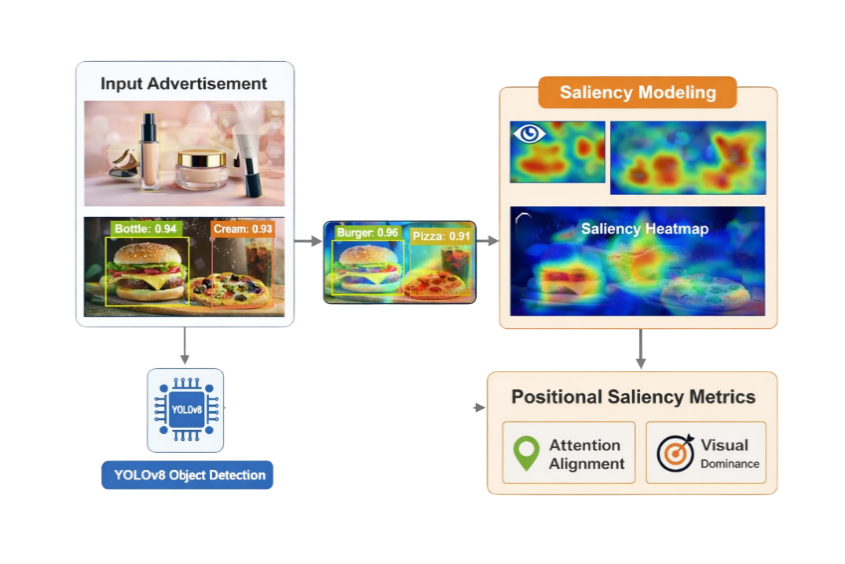 Input Advertisement
Bottle: 0.94
Cream: 0.93
Burger: 0.96
Pizza: 0.91
Saliency Modeling
Saliency Heatmap
YOLOv8
YOLOv8 Object Detection
Positional Saliency Metrics
Attention
Alignment
Visual
Dominance